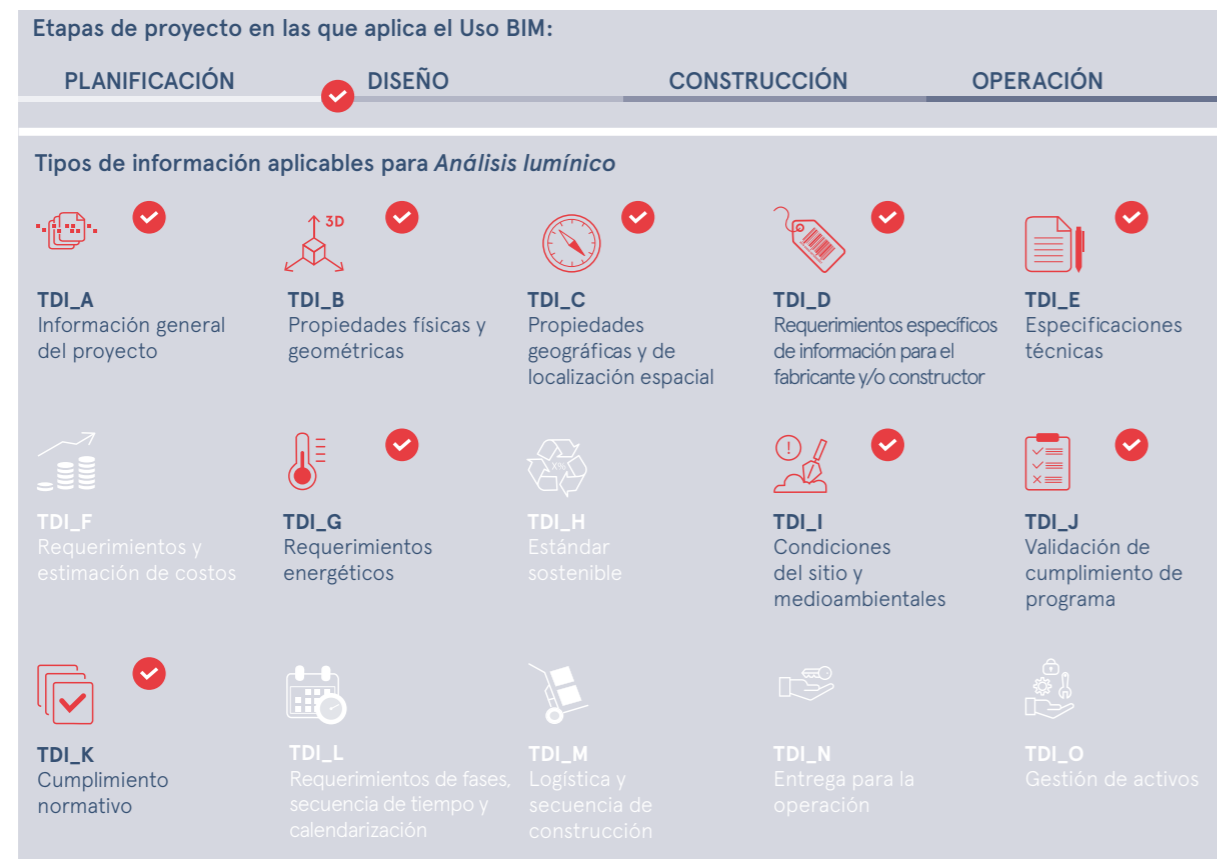 Etapas de proyecto en las que aplica el Uso BIM:
PLANIFICACIÓN DISEÑO CONSTRUCCIÓN OPERACIÓN
Tipos de información aplicables para Análisis lumínico
3D
TDI_A
Información general
del proyecto
TDI_B
Propiedades físicas y
geométricas
TDI_C
Propiedades
geográficas y de
localización espacial
TDI_D
Requerimientos específicos
de información para el
fabricante y/o constructor
TDI_E
Especificaciones
técnicas
TDI_F
Requerimientos y
estimación de costos
TDI_G
Requerimientos
energéticos
X%
TDI_H
Estándar
sostenible
TDI_I
Condiciones
del sitio y
medioambientales
TDI_J
Validación de
cumplimiento de
programa
TDI_K
Cumplimiento
normativo
TDI_L
Requerimientos de fases,
secuencia de tiempo y
calendarización
TDI_M
Logística y
secuencia de
construcción
TDI_N
Entrega para la
operación
TDI_O
Gestión de activos